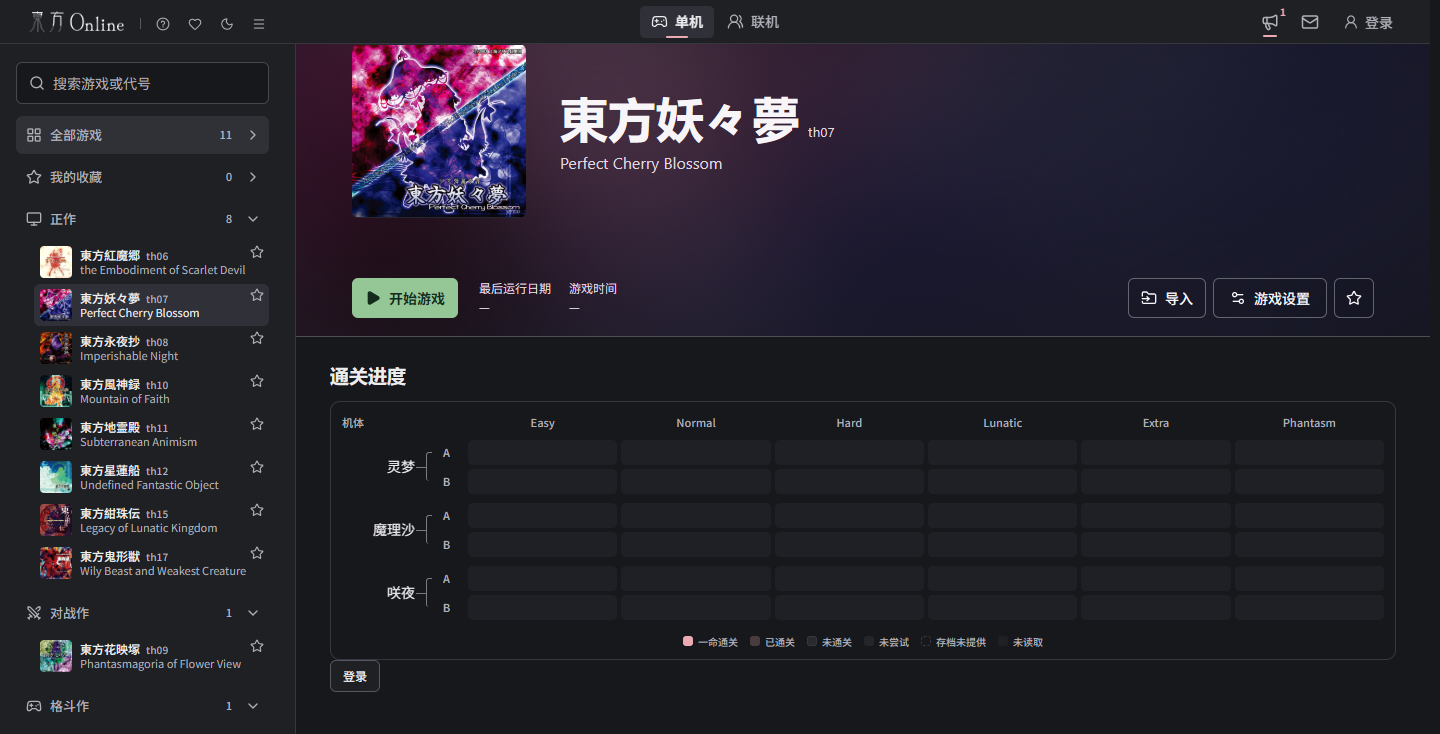 東方 Online
单机
联机
1
登录
搜索游戏或代号
全部游戏 11
我的收藏 0
正作 8
東方紅魔郷 th06
the Embodiment of Scarlet Devil
東方妖々夢 th07
Perfect Cherry Blossom
東方永夜抄 th08
Imperishable Night
東方風神録 th10
Mountain of Faith
東方地霊殿 th11
Subterranean Animism
東方星蓮船 th12
Undefined Fantastic Object
東方紺珠伝 th15
Legacy of Lunatic Kingdom
東方鬼形獣 th17
Wily Beast and Weakest Creature
对战作 1
東方花映塚 th09
Phantasmagoria of Flower View
格斗作 1
東方妖々夢
Perfect Cherry Blossom
東方妖々夢 th07
Perfect Cherry Blossom
开始游戏
最后运行日期 游戏时间
— —
导入
游戏设置
通关进度
机体 Easy Normal Hard Lunatic Extra Phantasm
灵梦
A
B
魔理沙
A
B
咲夜
A
B
一命通关 已通关 未通关 未尝试 存档未提供 未读取
登录